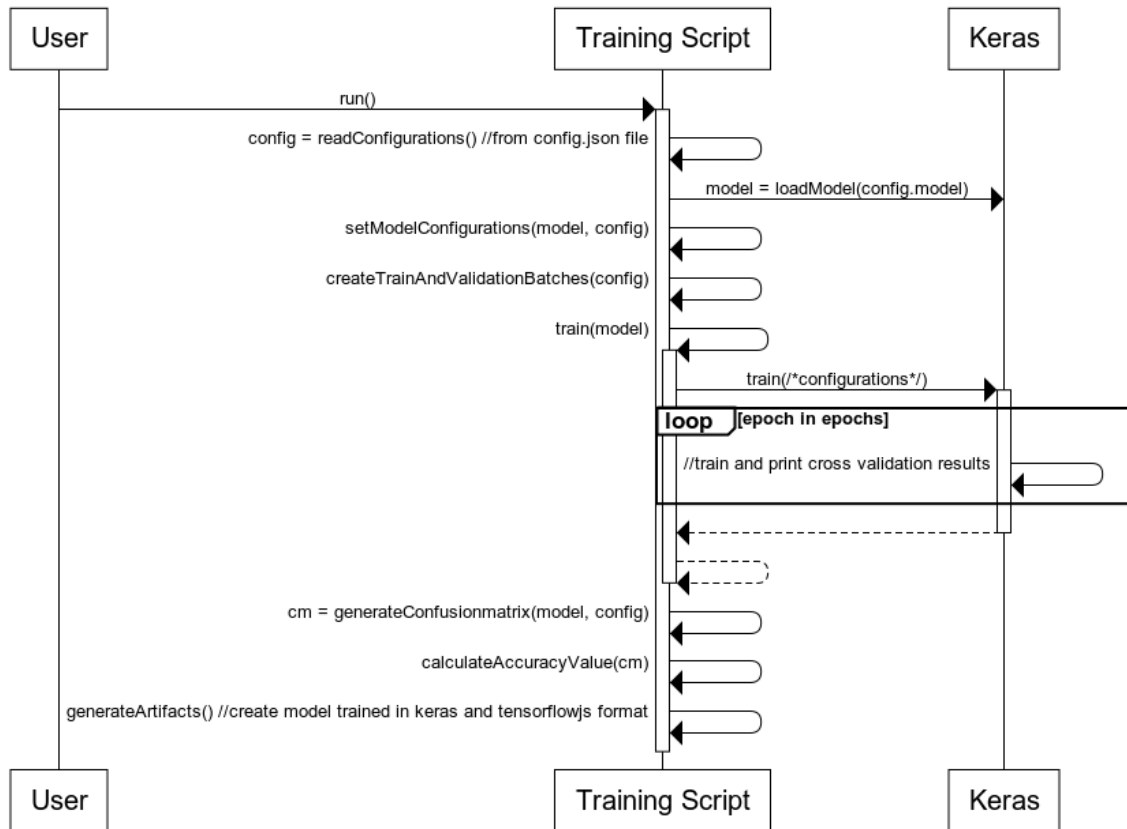 User
Training Script
Keras
run()
config = readConfigurations() //from config.json file
model = loadModel(config.model)
setModelConfigurations(model, config)
createTrainAndValidationBatches(config)
train(model)
train(/*configurations*/)
loop
[epoch in epochs]
//train and print cross validation results
cm = generateConfusionmatrix(model, config)
calculateAccuracyValue(cm)
generateArtifacts() //create model trained in keras and tensorflowjs format
User
Training Script
Keras